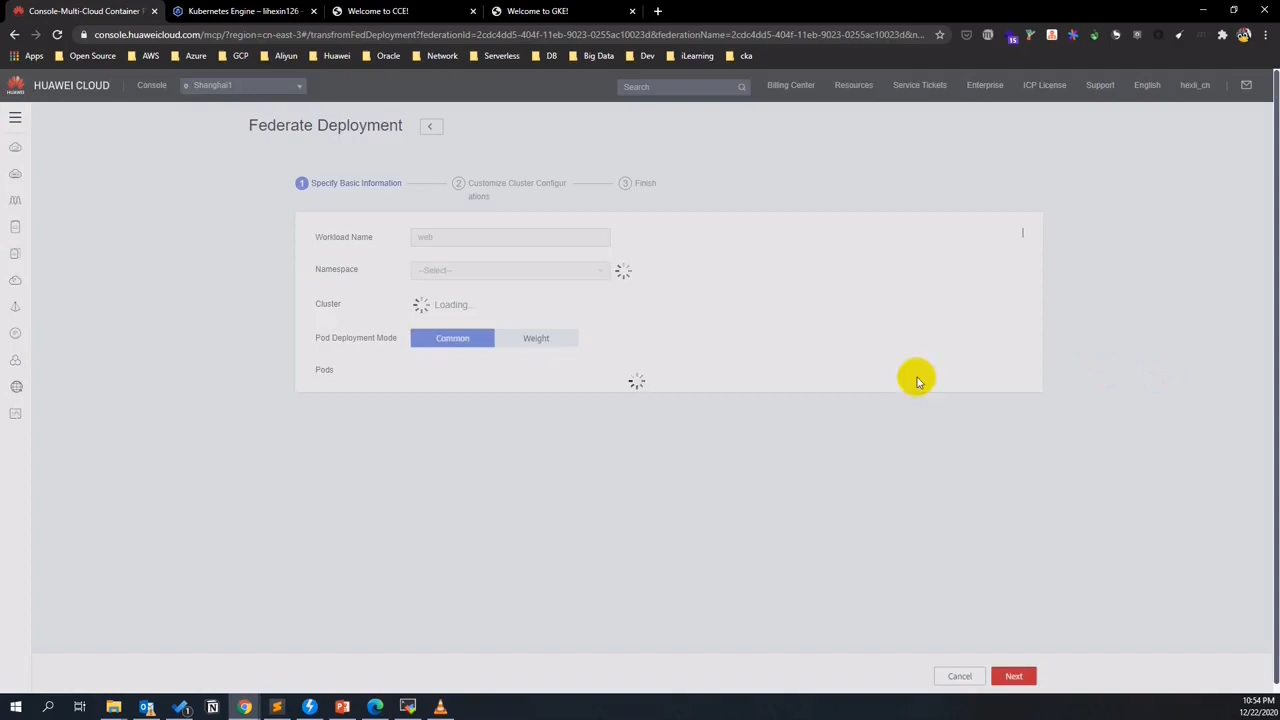 Console-Multi-Cloud Container F
Kubernetes Engine – lihexin126 -
Welcome to CCE!
Welcome to GKE!
console.huaweicloud.com/mcp/?region=cn-east-3#/transfromFedDeployment?federationId=2cdc4dd5-404f-11eb-9023-0255ac10023d&federationName=2cdc4dd5-404f-11eb-9023-0255ac10023d&n...
15
Apps
Open Source
AWS
Azure
GCP
Huawei
Oracle
Network
Serverless
DB
Big Data
Dev
iLearning
cka
HUAWEI CLOUD
Console
Shanghai1
Search
Billing Center
Resources
Service Tickets
Enterprise
ICP License
Support
English
hexli_cn
Federate Deployment
1 Specify Basic Information
2 Customize Cluster Configur
ations
3 Finish
Workload Name
web
Namespace
--Select--
Cluster
Loading...
Pod Deployment Mode
Common
Weight
Pods
Cancel
Next
10:54 PM
12/22/2020